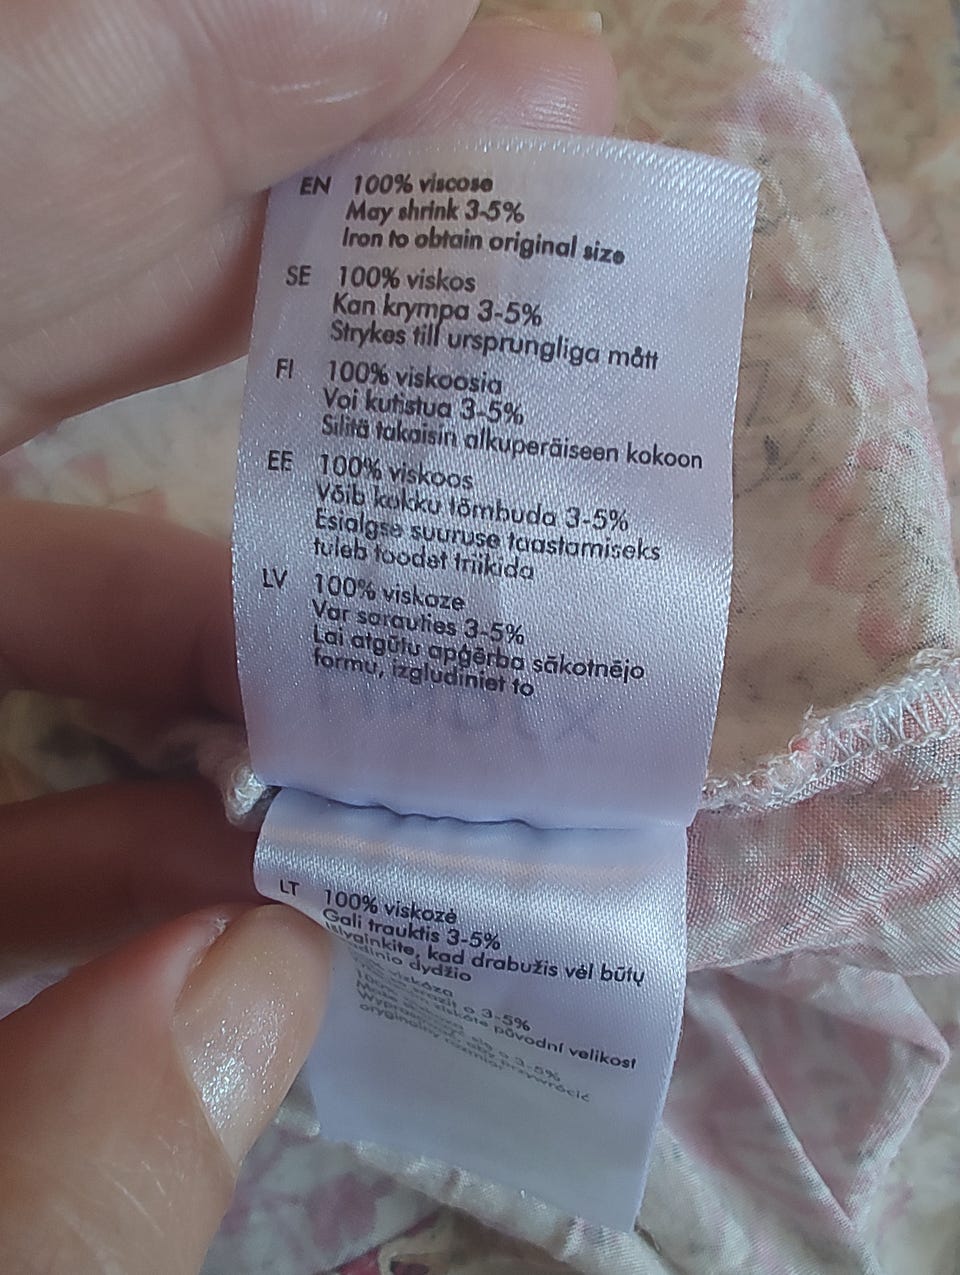 EN 100% viscose
May shrink 3-5%
Iron to obtain original size
SE 100% viskos
Kan krympa 3-5%
Strykes till ursprungliga mått
FI 100% viskoosia
Voi kutistua 3-5%
Silitä takaisin alkuperäiseen kokoon
EE 100% viskoos
Võib kokku tõmbuda 3-5%
Esialgse suuruse taastamiseks
tuleb toodet triikida
LV 100% viskoze
Var sarauties 3-5%
Lai atgūtu apģērba sākotnējo
formu, izgludiniet to
LT 100% viskozė
Gali trauktis 3-5%
Išlyginkite, kad drabužis vėl būtų
dydžio
3-5%
původní velikost
3-5%